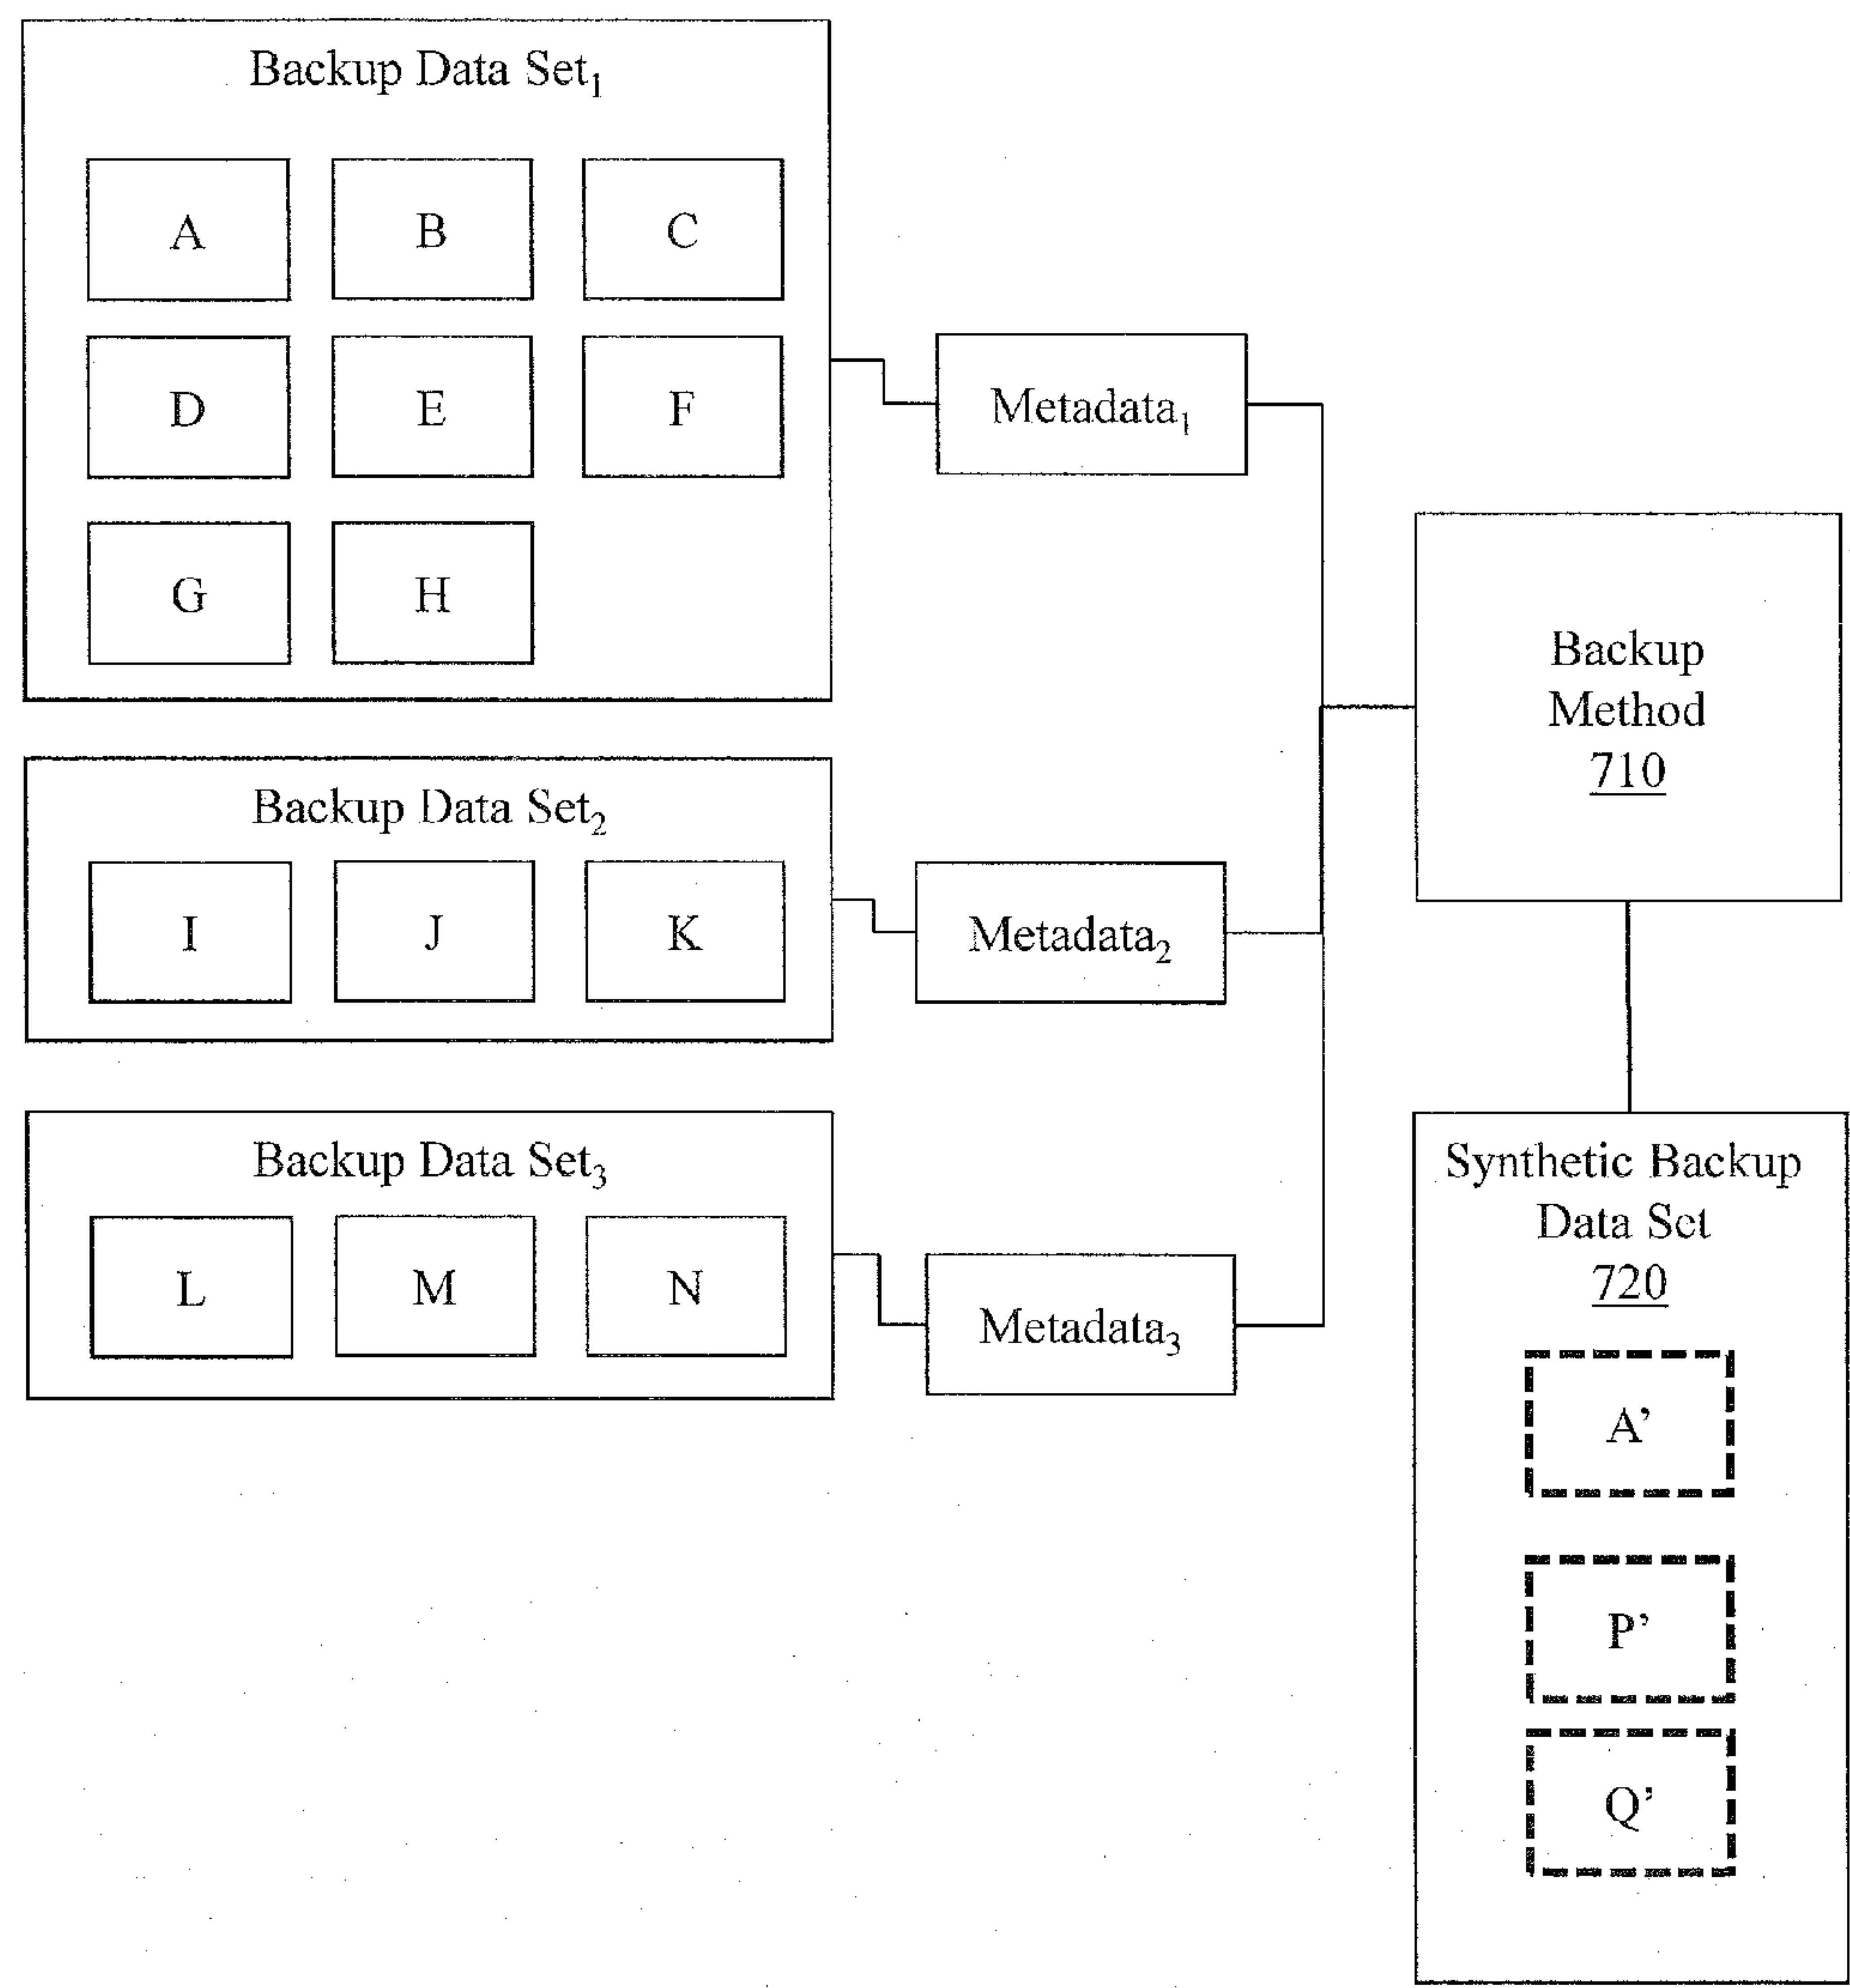 Backup Data Set₁
A B C
D E F
G H
Metadata₁
Backup Data Set₂
I J K
Metadata₂
Backup Data Set₃
L M N
Metadata₃
Backup
Method
710
Synthetic Backup
Data Set
720
A’
P’
Q’